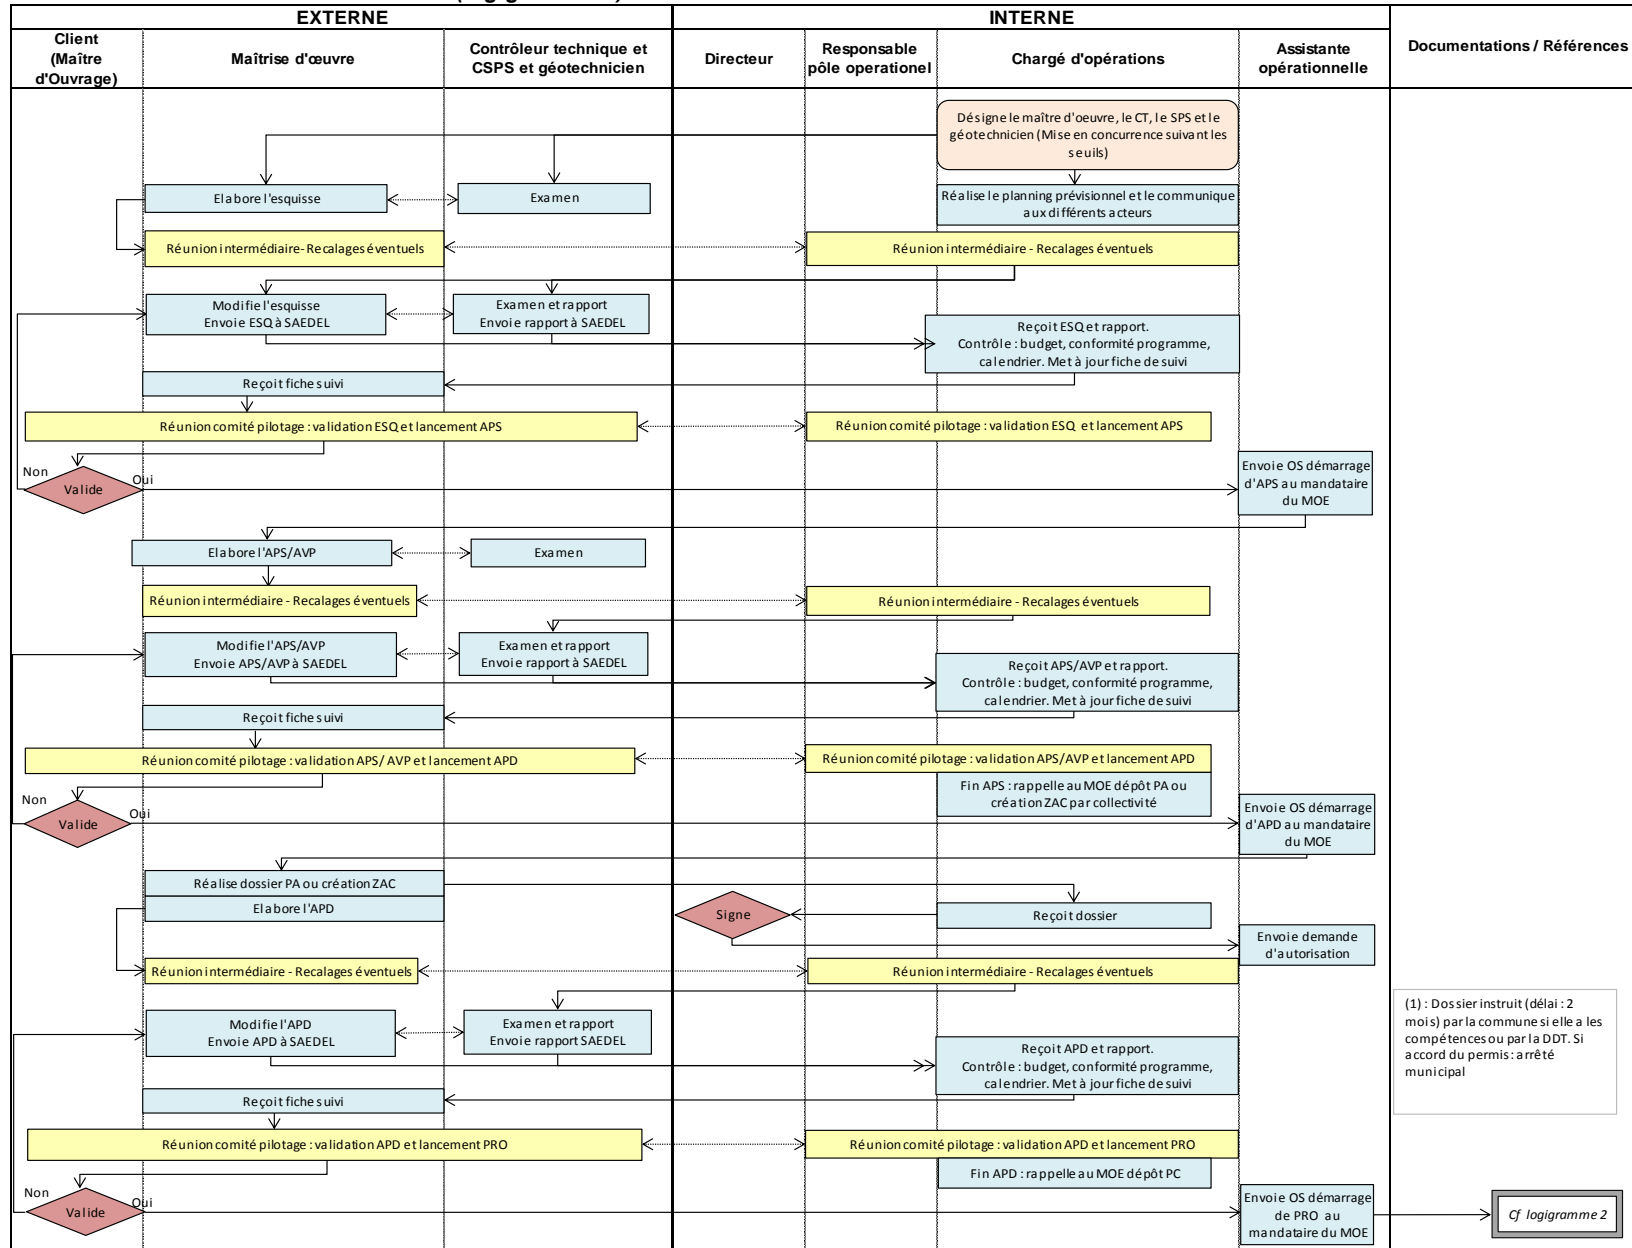 EXTERNE
INTERNE
Client
(Maître
d'Ouvrage)
Maîtrise d'œuvre
Contrôleur technique et
CSPS et géotechnicien
Directeur
Responsable
pôle operationel
Chargé d'opérations
Assistante
opérationnelle
Documentations / Références
Désigne le maître d'oeuvre, le CT, le SPS et le
géotechnicien (Mise en concurrence suivant les
seuils)
Elabore l'esquisse
Examen
Réalise le planning prévisionnel et le communique
aux différents acteurs
Réunion intermédiaire- Recalages éventuels
Réunion intermédiaire - Recalages éventuels
Modifie l'esquisse
Envoie ESQ à SAEDEL
Examen et rapport
Envoie rapport à SAEDEL
Reçoit ESQ et rapport.
Contrôle : budget, conformité programme,
calendrier. Met à jour fiche de suivi
Reçoit fiche suivi
Réunion comité pilotage : validation ESQ et lancement APS
Réunion comité pilotage : validation ESQ et lancement APS
Non
Valide
Oui
Envoie OS démarrage
d'APS au mandataire
du MOE
Elabore l'APS/AVP
Examen
Réunion intermédiaire - Recalages éventuels
Réunion intermédiaire - Recalages éventuels
Modifie l'APS/AVP
Envoie APS/AVP à SAEDEL
Examen et rapport
Envoie rapport à SAEDEL
Reçoit APS/AVP et rapport.
Contrôle : budget, conformité programme,
calendrier. Met à jour fiche de suivi
Reçoit fiche suivi
Réunion comité pilotage : validation APS/ AVP et lancement APD
Réunion comité pilotage : validation APS/AVP et lancement APD
Fin APS : rappelle au MOE dépôt PA ou
création ZAC par collectivité
Non
Valide
Oui
Envoie OS démarrage
d'APD au mandataire
du MOE
Réalise dossier PA ou création ZAC
Elabore l'APD
Signe
Reçoit dossier
Envoie demande
d'autorisation
Réunion intermédiaire - Recalages éventuels
Réunion intermédiaire - Recalages éventuels
Modifie l'APD
Envoie APD à SAEDEL
Examen et rapport
Envoie rapport SAEDEL
Reçoit APD et rapport.
Contrôle : budget, conformité programme,
calendrier. Met à jour fiche de suivi
(1) : Dossier instruit (délai : 2
mois) par la commune si elle a les
compétences ou par la DDT. Si
accord du permis : arrêté
municipal
Reçoit fiche suivi
Réunion comité pilotage : validation APD et lancement PRO
Réunion comité pilotage : validation APD et lancement PRO
Fin APD : rappelle au MOE dépôt PC
Non
Valide
Oui
Envoie OS démarrage
de PRO au
mandataire du MOE
Cf logigramme 2